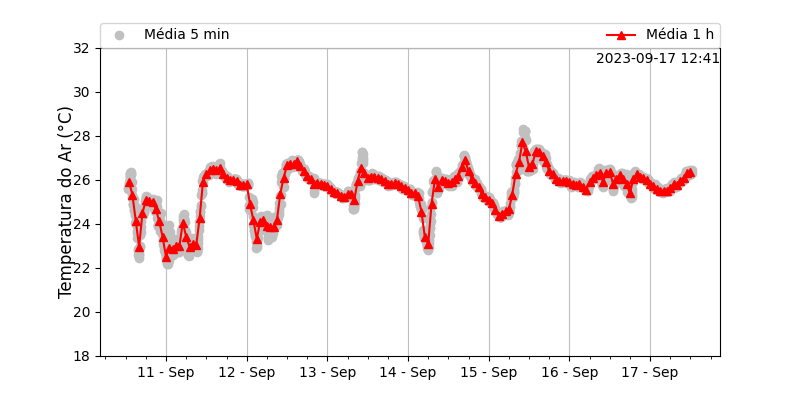 Média 5 min
Média 1 h
2023-09-17 12:41
Temperatura do Ar (°C)
32
30
28
26
24
22
20
18
11 - Sep
12 - Sep
13 - Sep
14 - Sep
15 - Sep
16 - Sep
17 - Sep